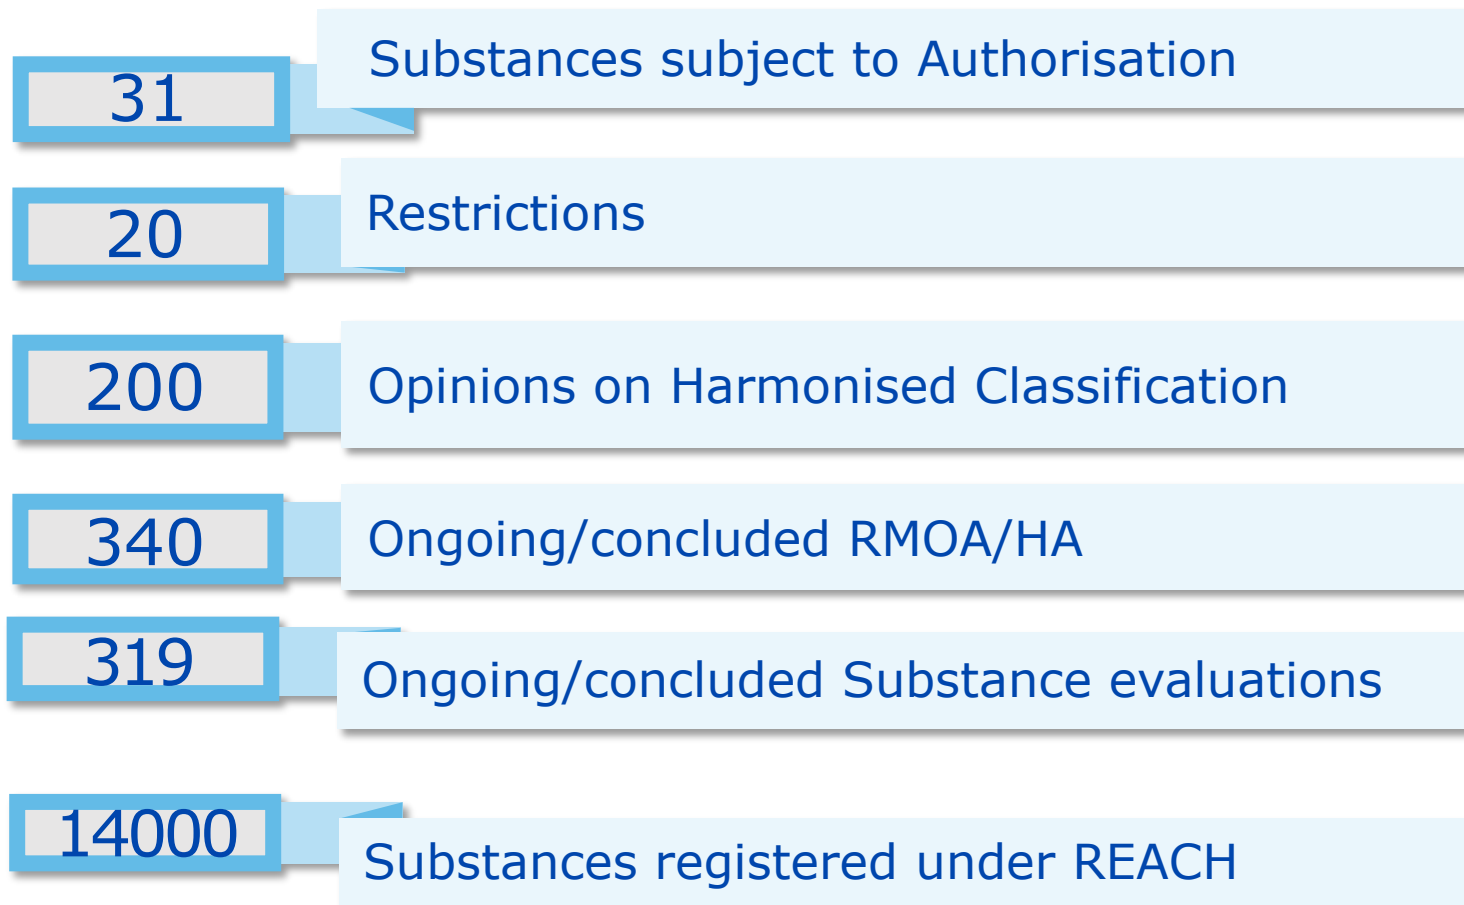 31
Substances subject to Authorisation
20
Restrictions
200
Opinions on Harmonised Classification
340
Ongoing/concluded RMOA/HA
319
Ongoing/concluded Substance evaluations
14000
Substances registered under REACH